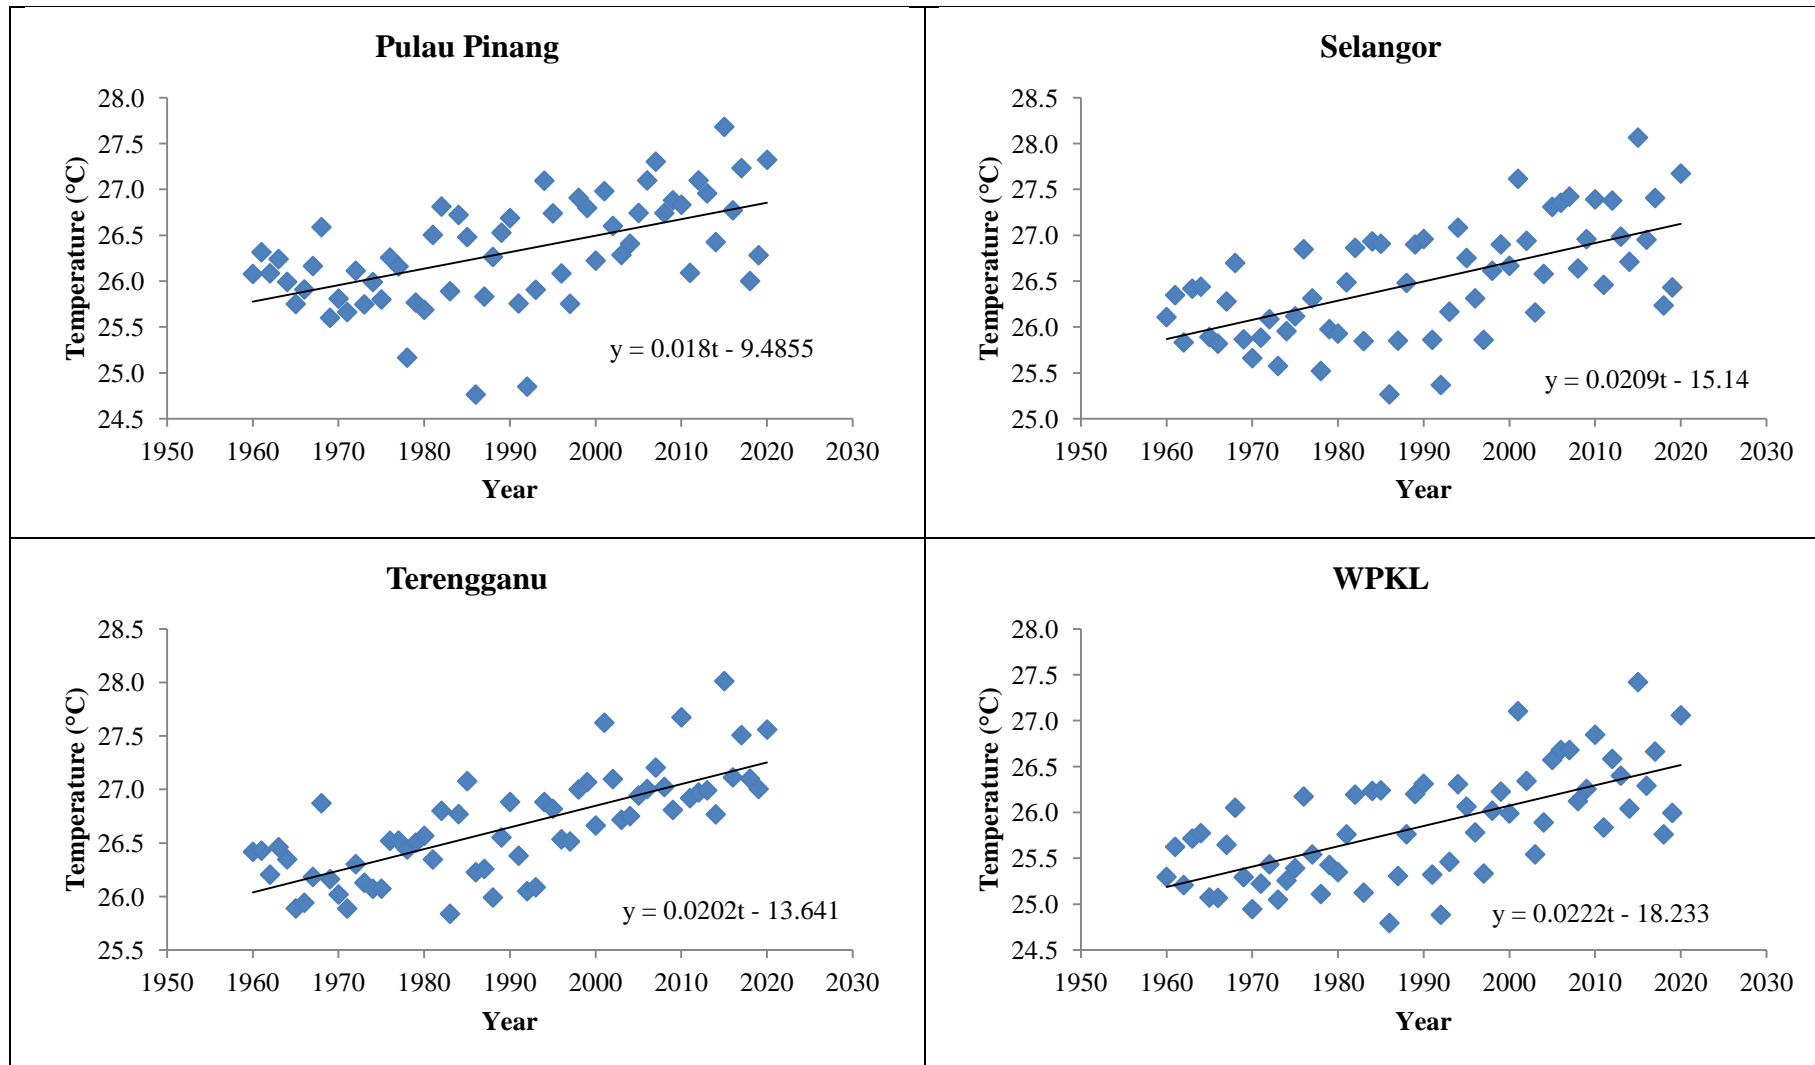 Pulau Pinang
28.0
27.5
27.0
26.5
26.0
25.5
25.0
24.5
Temperature (°C)
y = 0.018t - 9.4855
1950 1960 1970 1980 1990 2000 2010 2020 2030
Year
Selangor
28.5
28.0
27.5
27.0
26.5
26.0
25.5
25.0
Temperature (°C)
y = 0.0209t - 15.14
1950 1960 1970 1980 1990 2000 2010 2020 2030
Year
Terengganu
28.5
28.0
27.5
27.0
26.5
26.0
25.5
Temperature (°C)
y = 0.0202t - 13.641
1950 1960 1970 1980 1990 2000 2010 2020 2030
Year
WPKL
28.0
27.5
27.0
26.5
26.0
25.5
25.0
24.5
Temperature (°C)
y = 0.0222t - 18.233
1950 1960 1970 1980 1990 2000 2010 2020 2030
Year